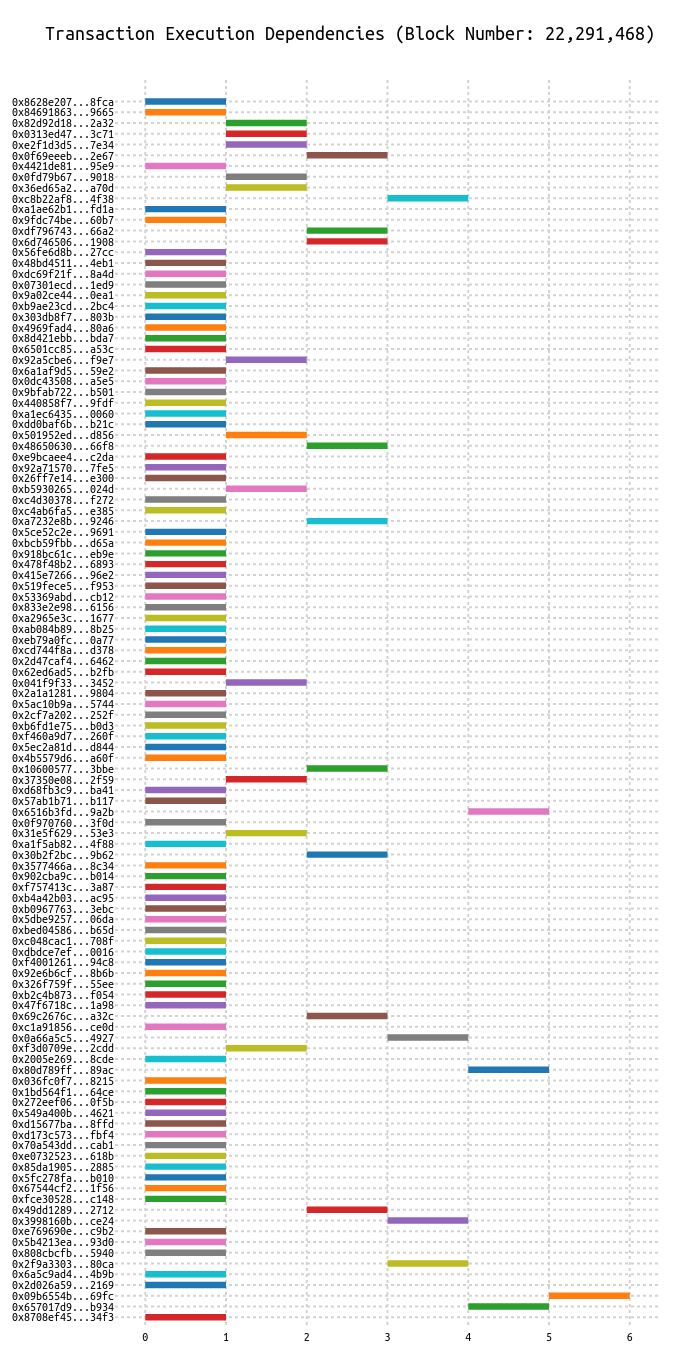 Transaction Execution Dependencies (Block Number: 22,291,468)
0x8628e207...8fca
0x84691863...9665
0x82d92d18...2a32
0x0313ed47...3c71
0xe2f1d3d5...7e34
0x0f69eeeb...2e67
0x4421de81...95e9
0x0fd79b67...9018
0x36ed65a2...a70d
0xc8b22af8...4f38
0xa1ae62b1...fd1a
0x9fdc74be...60b7
0xdf796743...66a2
0x6d746506...1908
0x56fe6d8b...27cc
0x48bd4511...4eb1
0xdc69f21f...8a4d
0x07301ecd...1ed9
0x9a02ce44...0ea1
0xb9ae23cd...2bc4
0x303db8f7...803b
0x4969fad4...80a6
0x8d421ebb...bda7
0x6501cc85...a53c
0x92a5cbe6...f9e7
0x6a1af9d5...59e2
0x0dc43508...a5e5
0x9bfab722...b501
0x440858f7...9fdf
0xa1ec6435...0060
0xdd0baf6b...b21c
0x501952ed...d856
0x48650630...66f8
0xe9bcaee4...c2da
0x92a71570...7fe5
0x26ff7e14...e300
0xb5930265...024d
0xc4d30378...f272
0xc4ab6fa5...e385
0xa7232e8b...9246
0x5ce52c2e...9691
0xbcb59fbb...d65a
0x918bc61c...eb9e
0x478f48b2...6893
0x415e7266...96e2
0x519fece5...f953
0x53369abd...cb12
0x833e2e98...6156
0xa2965e3c...1677
0xab084b89...8b25
0xeb79a0fc...0a77
0xcd744f8a...d378
0x2d47caf4...6462
0x62ed6ad5...b2fb
0x041f9f33...3452
0x2a1a1281...9804
0x5ac10b9a...5744
0x2cf7a202...252f
0xb6fd1e75...b0d3
0xf460a9d7...260f
0x5ec2a81d...d844
0x4b5579d6...a60f
0x10600577...3bbe
0x37350e08...2f59
0xd68fb3c9...ba41
0x57ab1b71...b117
0x6516b3fd...9a2b
0x0f970760...3f0d
0x31e5f629...53e3
0xa1f5ab82...4f88
0x30b2f2bc...9b62
0x3577466a...8c34
0x902cba9c...b014
0xf757413c...3a87
0xb4a42b03...ac95
0xb0967763...3ebc
0x5dbe9257...06da
0xbed04586...b65d
0xc048cac1...708f
0xdbdce7ef...0016
0xf4001261...94c8
0x92e6b6cf...8b6b
0x326f759f...55ee
0xb2c4b873...f054
0x47f6718c...1a98
0x69c2676c...a32c
0xc1a91856...ce0d
0x0a66a5c5...4927
0xf3d0709e...2cdd
0x2005e269...8cde
0x80d789ff...89ac
0x036fc0f7...8215
0x1bd564f1...64ce
0x272eef06...0f5b
0x549a400b...4621
0xd15677ba...8ffd
0xd173c573...fbf4
0x70a543dd...cab1
0xe0732523...618b
0x85da1905...2885
0x5fc278fa...b010
0x67544cf2...1f56
0xfce30528...c148
0x49dd1289...2712
0x3998160b...ce24
0xe769690e...c9b2
0x5b4213ea...93d0
0x808cbcfb...5940
0x2f9a3303...80ca
0x6a5c9ad4...4b9b
0x2d026a59...2169
0x09b6554b...69fc
0x657017d9...b934
0x8708ef45...34f3
0 1 2 3 4 5 6